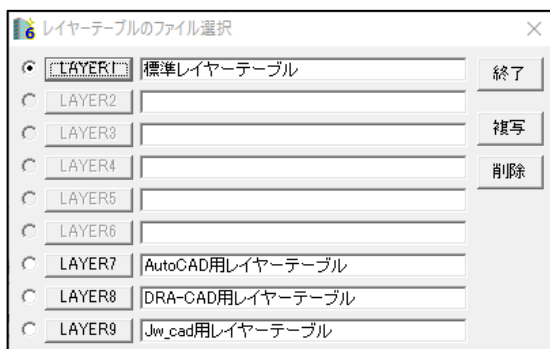 レイヤーテーブルのファイル選択
LAYER1 標準レイヤーテーブル 終了
LAYER2
LAYER3 複写
LAYER4 削除
LAYER5
LAYER6
LAYER7 AutoCAD用レイヤーテーブル
LAYER8 DRA-CAD用レイヤーテーブル
LAYER9 Jw_cad用レイヤーテーブル